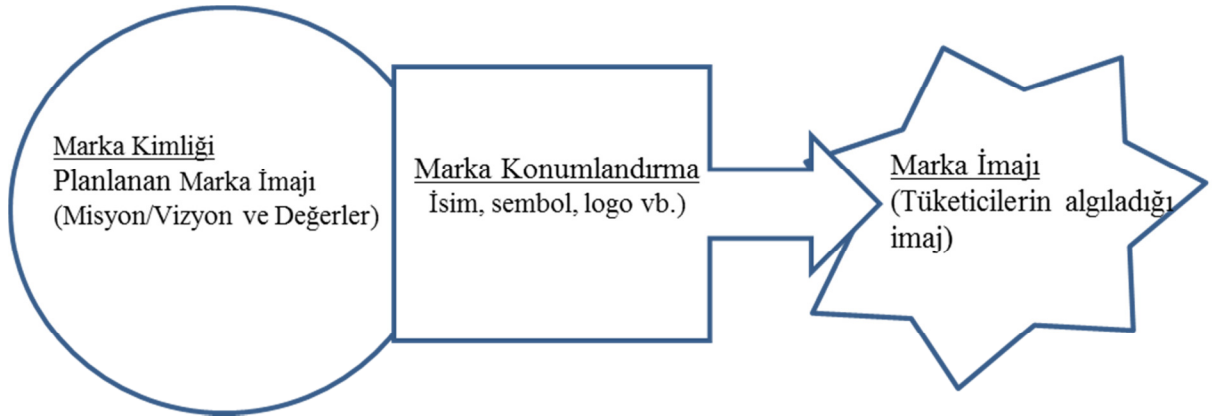 Marka Kimliği
Planlanan Marka İmajı
(Misyon/Vizyon ve Değerler)
Marka Konumlandırma
İsim, sembol, logo vb.)
Marka İmajı
(Tüketicilerin algıladığı
imaj)